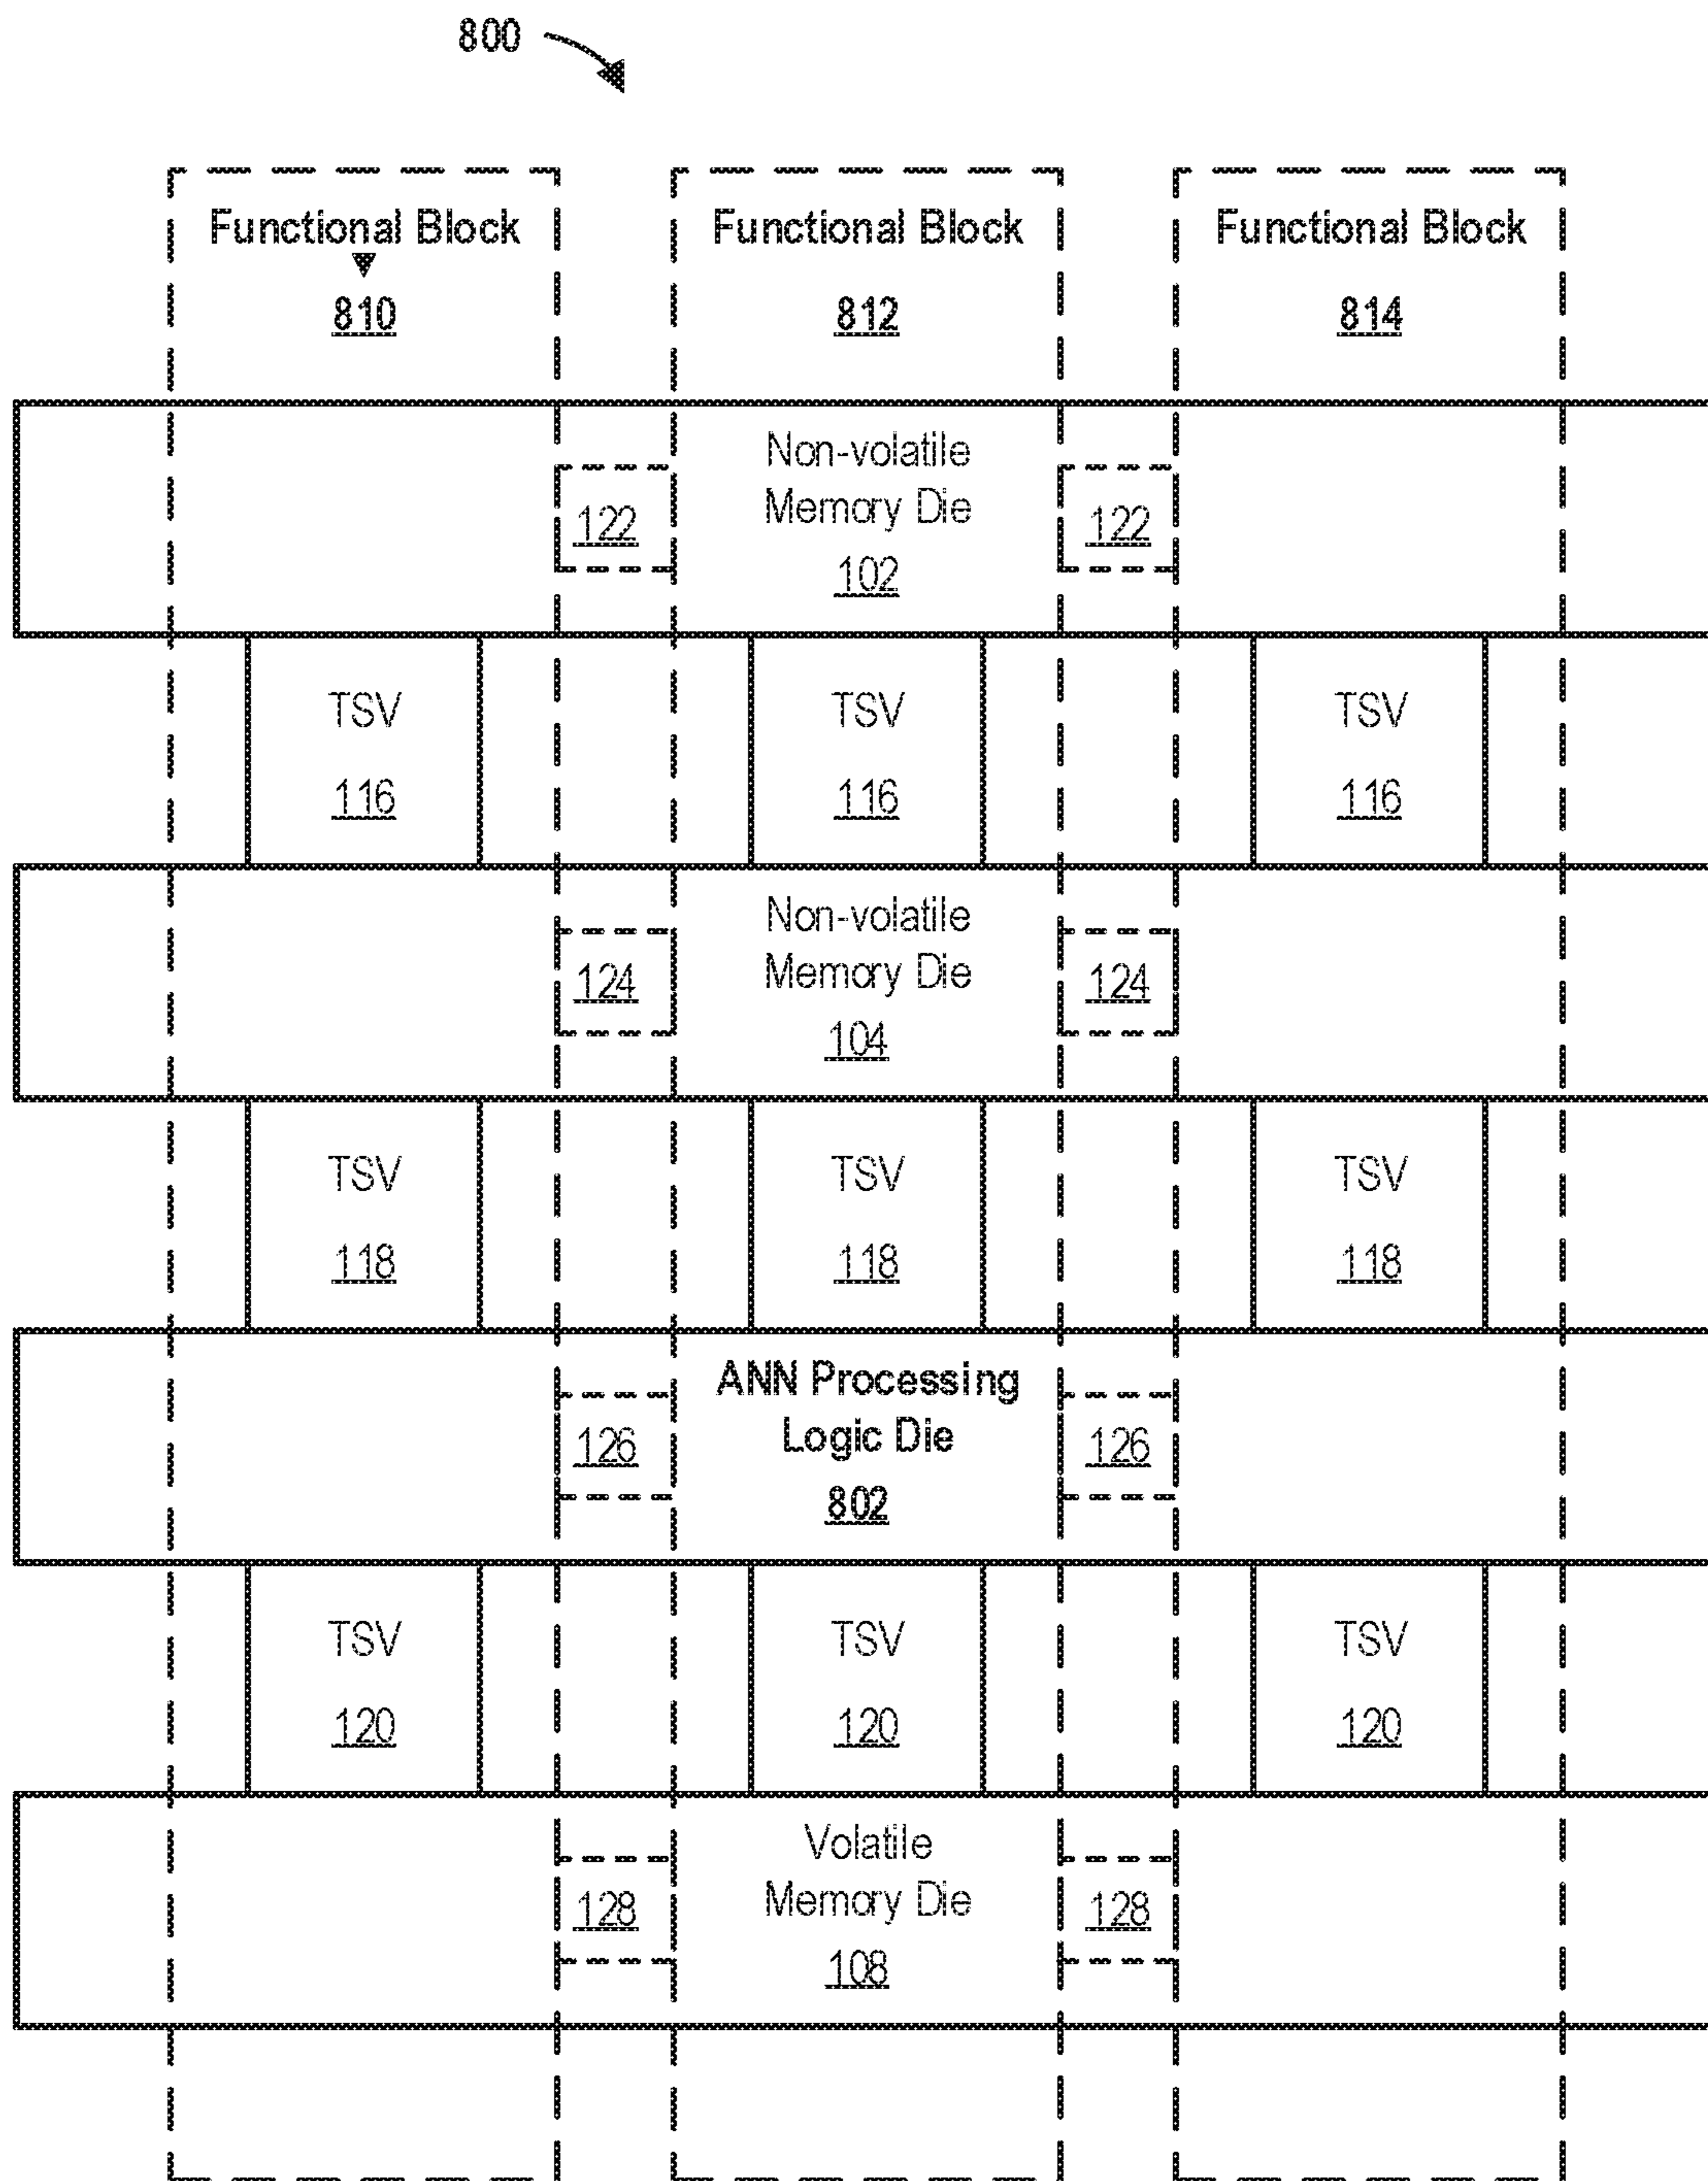 800
Functional Block Functional Block Functional Block
810 812 814
Non-volatile
Memory Die
122 122
102
TSV TSV TSV
116 116 116
Non-volatile
Memory Die
124 124
104
TSV TSV TSV
118 118 118
ANN Processing
Logic Die
126 126
802
TSV TSV TSV
120 120 120
Volatile
Memory Die
128 128
108